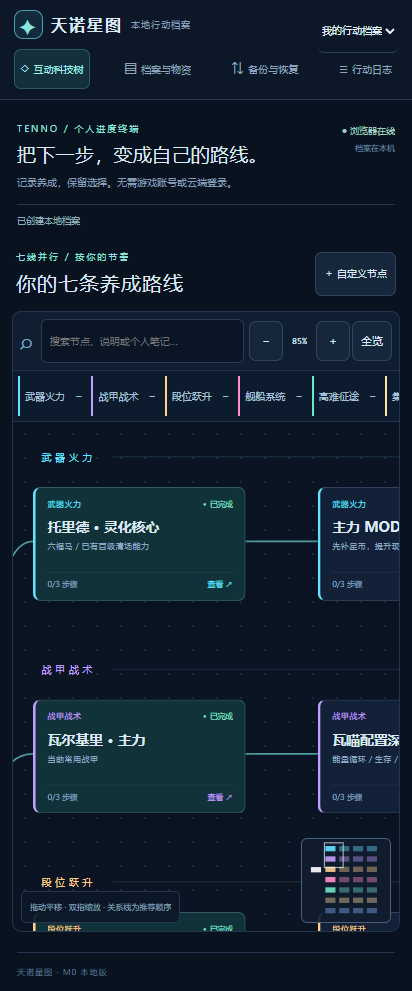 天诺星图 本地行动档案
我的行动档案
互动科技树 档案与物资 备份与恢复 行动日志
TENNO / 个人进度终端
浏览器在线
把下一步，变成自己的路线。
档案在本机
记录养成，保留选择。无需游戏账号或云端登录。
已创建本地档案
七线并行 / 按你的节奏
你的七条养成路线
+ 自定义节点
搜索节点、说明或个人笔记...
− 85% + 全览
武器火力 − 战甲战术 − 段位跃升 − 舰船系统 − 高难征途 −
武器火力
武器火力 • 已完成
托里德 • 灵化核心
六福马 / 已有百级清场能力
0/3 步骤 查看 ↗
武器火力
主力 MOD
先补星币，提升现
0/3 步骤
战甲战术
战甲战术 • 已完成
瓦尔基里 • 主力
当前常用战甲
0/3 步骤 查看 ↗
战甲战术
瓦喵配置深
能量循环 / 生存 /
0/3 步骤
段位跃升
拖动平移 · 双指缩放 · 关系线为推荐顺序
段位跃升 • 已完成
段位跃升
天诺星图 · M0 本地版